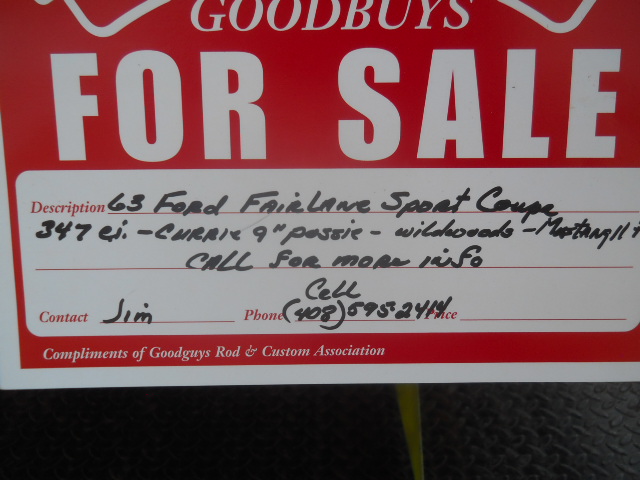 GOODBUYS
FOR SALE
Description 63 Ford Fairlane Sport Coupe
347 ci. - Currie 9" possie - wildwoods - Mustang II
CALL for more info
Cell
Contact Jim Phone (408) 595-2414 Price
Compliments of Goodguys Rod & Custom Association